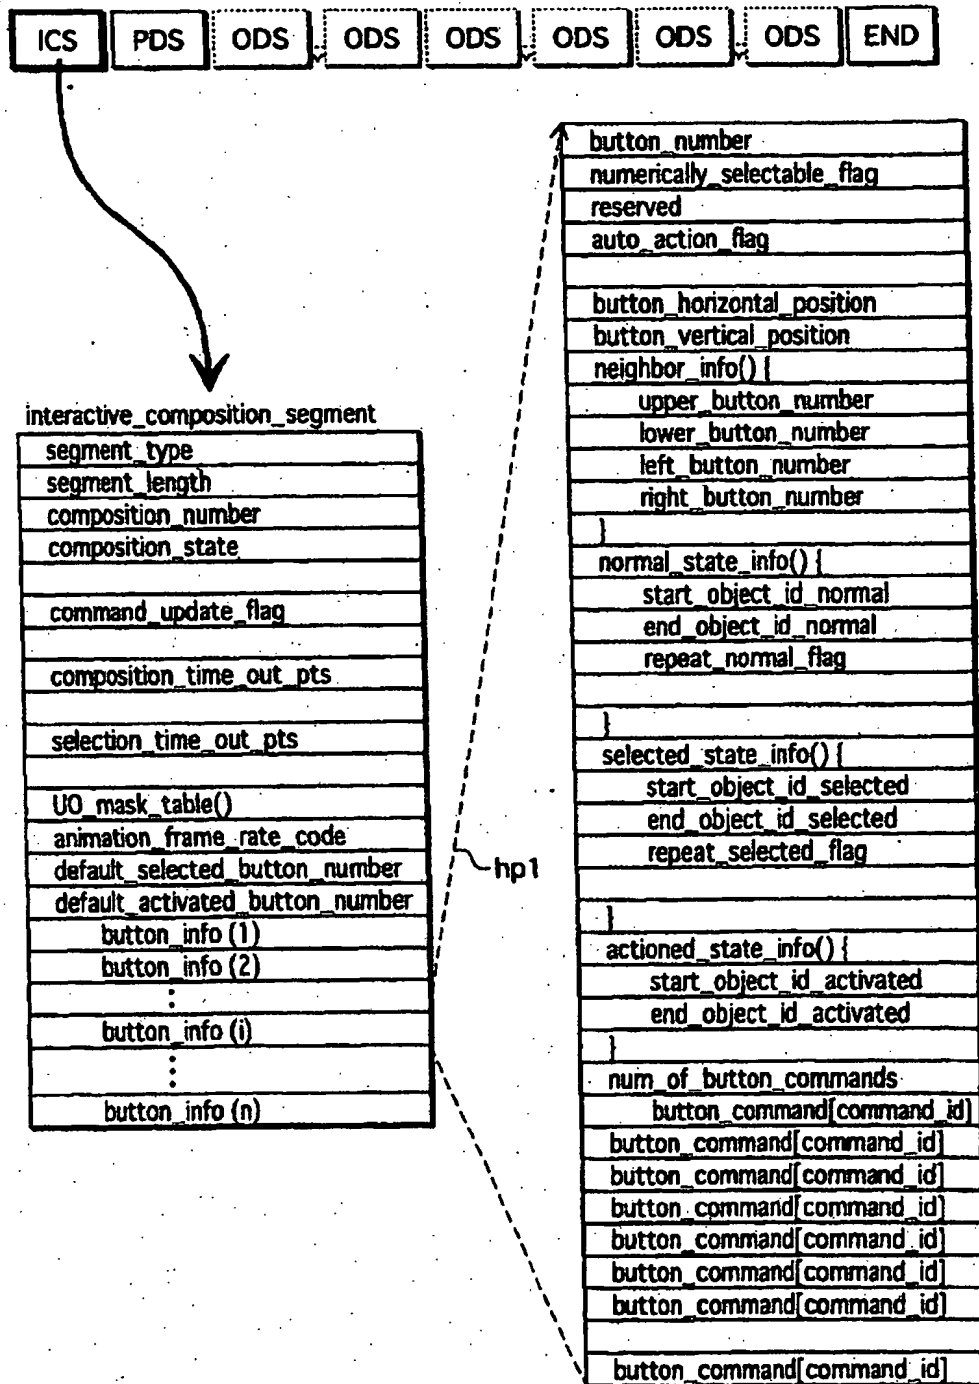 ICS PDS ODS ODS ODS ODS ODS ODS END
interactive_composition_segment
segment_type
segment_length
composition_number
composition_state
command_update_flag
composition_time_out_pts
selection_time_out_pts
UO_mask_table()
animation_frame_rate_code
default_selected_button_number
default_activated_button_number
button_info (1)
button_info (2)
button_info (i)
button_info (n)
hp1
button_number
numerically_selectable_flag
reserved
auto_action_flag
button_horizontal_position
button_vertical_position
neighbor_info() {
upper_button_number
lower_button_number
left_button_number
right_button_number
}
normal_state_info() {
start_object_id_normal
end_object_id_normal
repeat_normal_flag
}
selected_state_info() {
start_object_id_selected
end_object_id_selected
repeat_selected_flag
}
actioned_state_info() {
start_object_id_activated
end_object_id_activated
}
num_of_button_commands
button_command[command_id]
button_command[command_id]
button_command[command_id]
button_command[command_id]
button_command[command_id]
button_command[command_id]
button_command[command_id]
button_command[command_id]